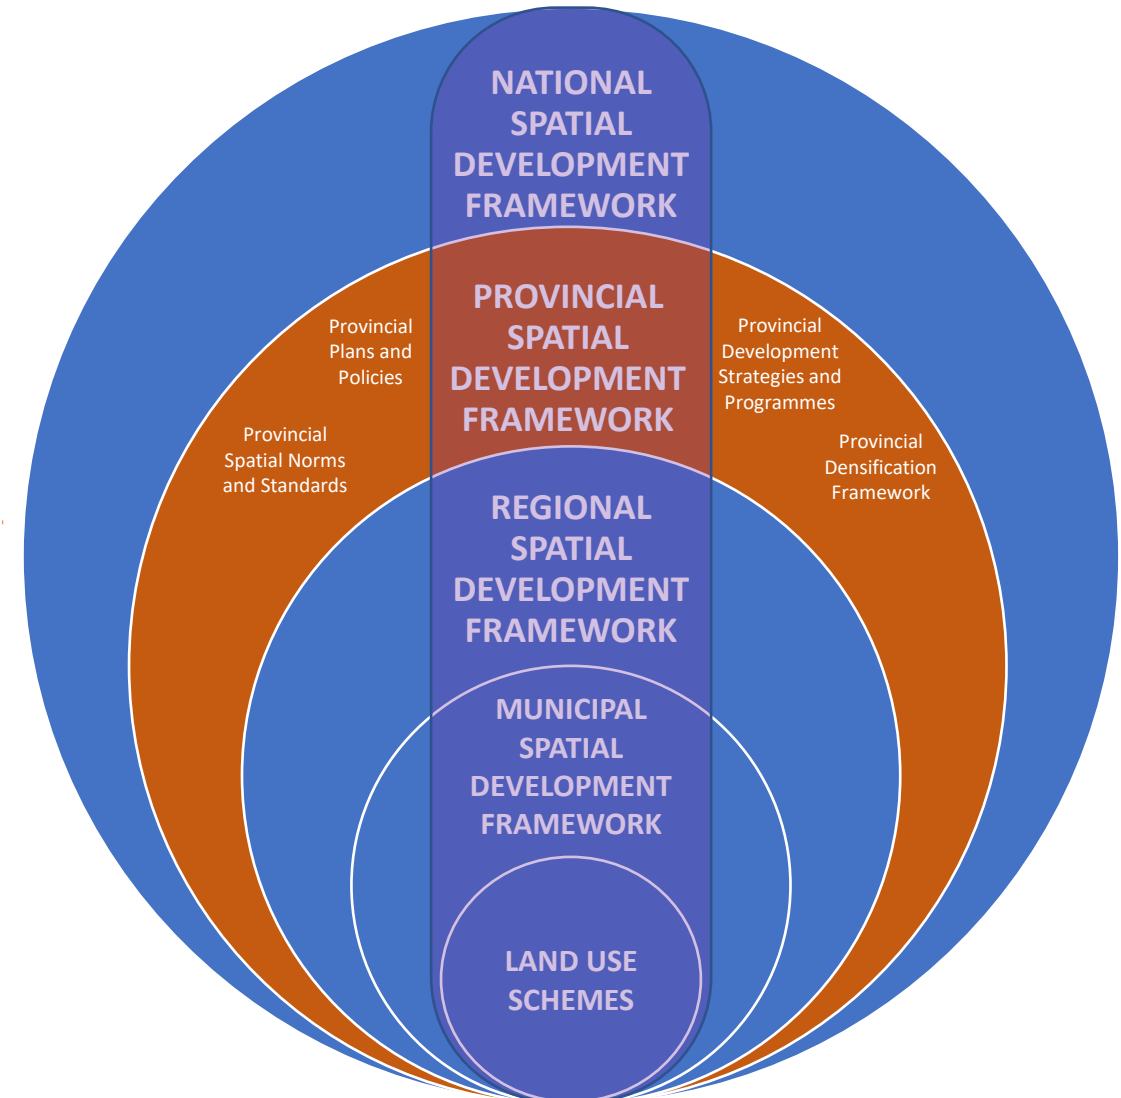 NATIONAL
SPATIAL
DEVELOPMENT
FRAMEWORK
PROVINCIAL
SPATIAL
DEVELOPMENT
FRAMEWORK
Provincial
Plans and
Policies
Provincial
Development
Strategies and
Programmes
Provincial
Spatial Norms
and Standards
Provincial
Densification
Framework
REGIONAL
SPATIAL
DEVELOPMENT
FRAMEWORK
MUNICIPAL
SPATIAL
DEVELOPMENT
FRAMEWORK
LAND USE
SCHEMES